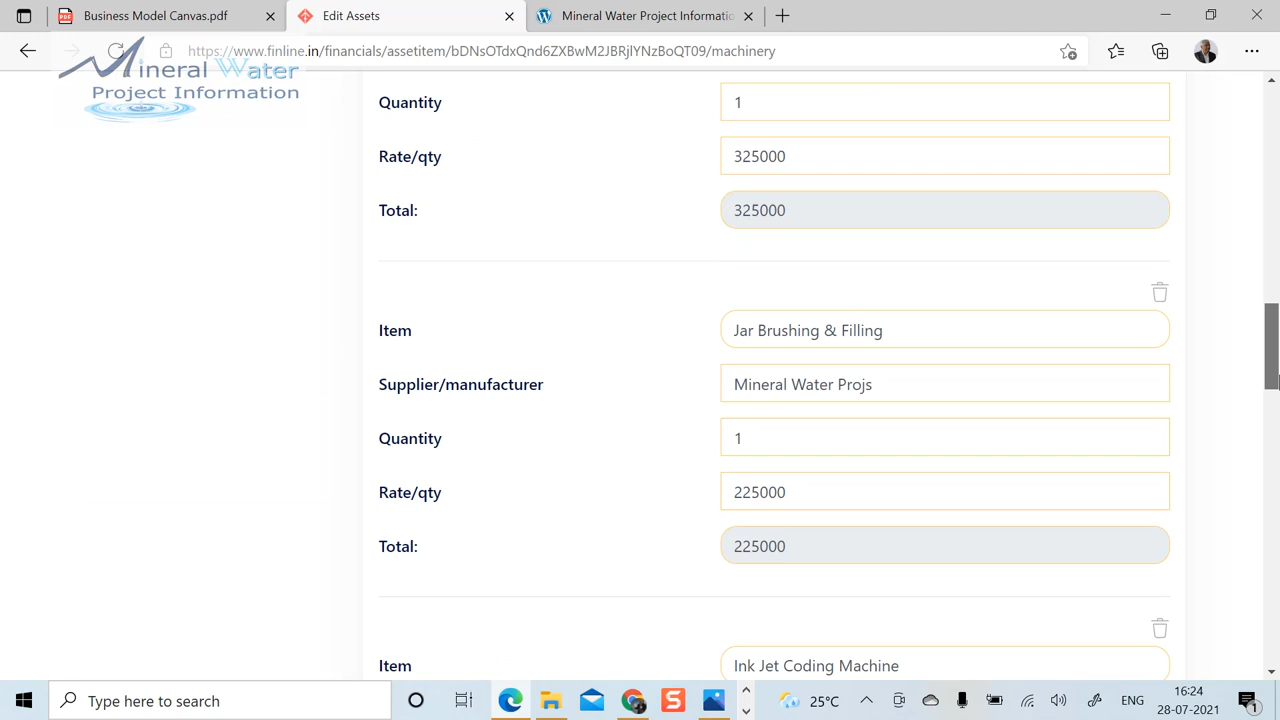 Business Model Canvas.pdf
Edit Assets
Mineral Water Project Informatio
https://www.finline.in/financials/assetitem/bDNsOTdxQnd6ZXBwM2JBRjlYNzBoQT09/machinery
Mineral Water
Project Information
Quantity
1
Rate/qty
325000
Total:
325000
Item
Jar Brushing & Filling
Supplier/manufacturer
Mineral Water Projs
Quantity
1
Rate/qty
225000
Total:
225000
Item
Ink Jet Coding Machine
Type here to search
25°C
ENG
16:24
28-07-2021
1